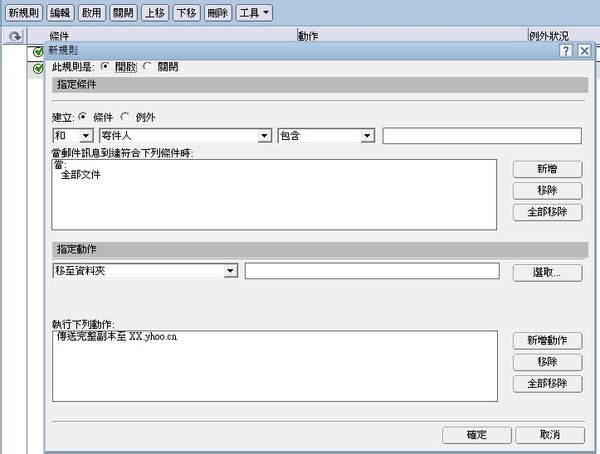 新規則 編輯 啟用 關閉 上移 下移 刪除 工具
條件 動作 例外狀況
新規則
此規則是: 開啟 關閉
指定條件
建立: 條件 例外
和 寄件人 包含
當郵件訊息到達符合下列條件時:
當:
全部文件
新增
移除
全部移除
指定動作
移至資料夾 選取...
執行下列動作:
傳送完整副本至 XX.yhoo.cn
新增動作
移除
全部移除
確定 取消